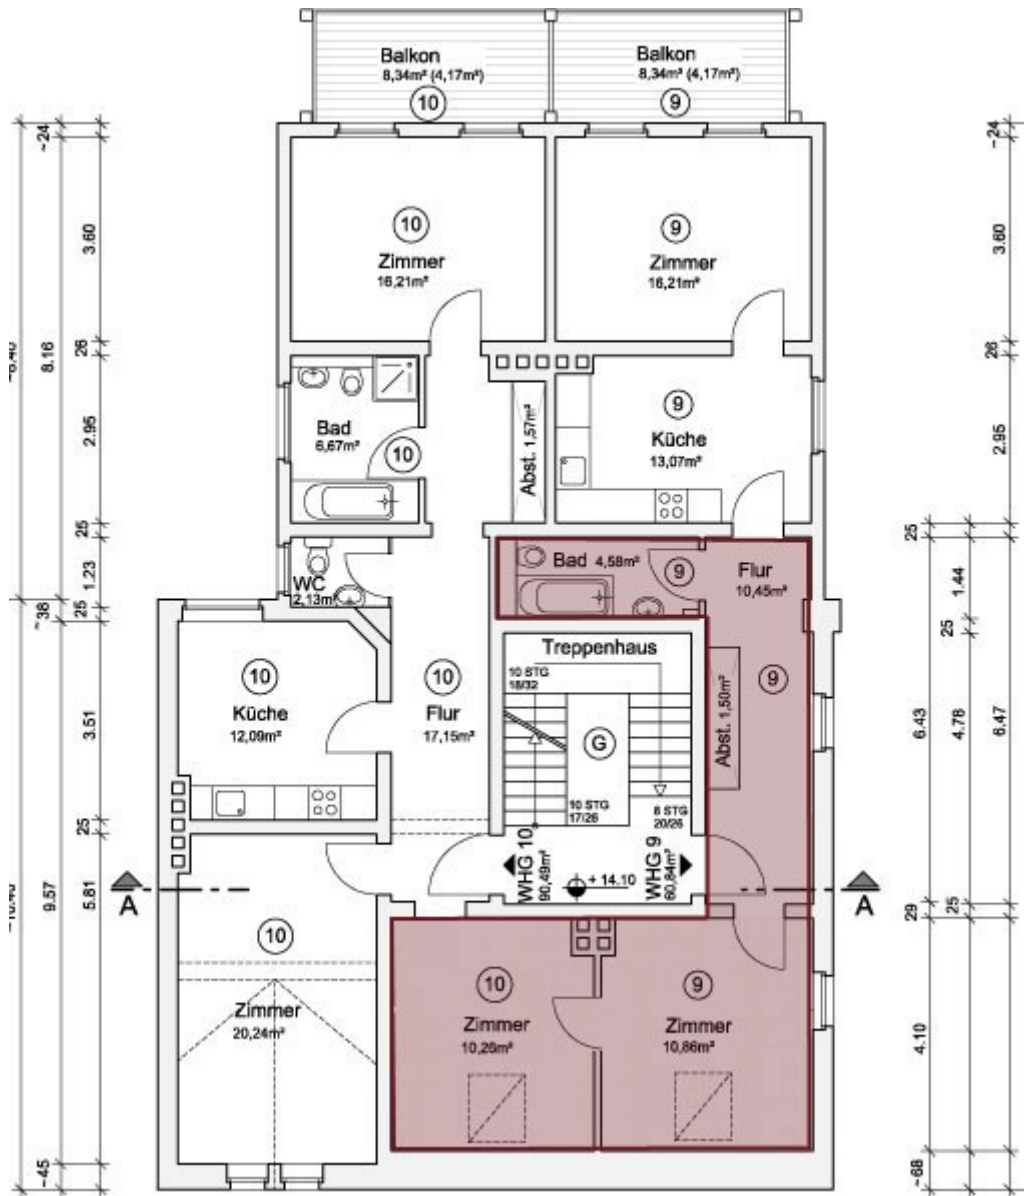 Balkon
8,34m² (4,17m²)
10
Balkon
8,34m² (4,17m²)
9
~24
~24
10
Zimmer
16,21m²
9
Zimmer
16,21m²
3.60
3.60
8.16
26
26
Bad
6,67m²
10
Abst. 1,57m²
9
Küche
13,07m²
2.95
2.95
25
25
WC
2,13m²
1.23
Bad 4,58m²
9
Flur
10,45m²
1.44
25
~38
25
Treppenhaus
10 STG
18/32
10
Küche
12,09m²
10
Flur
17,15m²
G
Abst. 1,50m²
9
3.51
6.43
4.78
6.47
10 STG
17/26
8 STG
20/26
25
WHG 10
90,49m²
WHG 9
60,84m²
+ 14.10
A
A
9.57
5.81
29
25
10
Zimmer
20,24m²
10
Zimmer
10,26m²
9
Zimmer
10,86m²
4.10
~45
~68